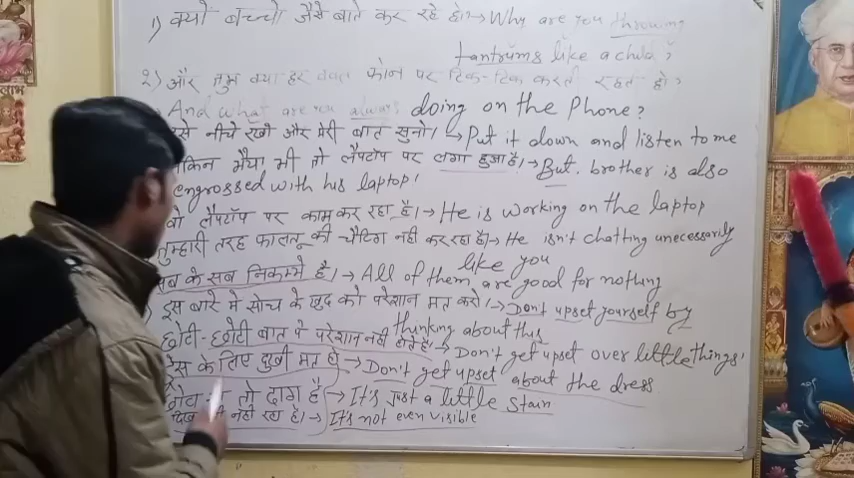 1) क्यों बच्चो जैसे बाते कर रहे हो?→Why are you throwing
tantrums like a child?
२) और तुम क्या हर वक्त फोन पर टिक-टिक करती रहते हो?
And what are you always doing on the Phone?
नीचे रखो और मेरी बात सुनो।→Put it down and listen to me
भैया भी तो लैपटॉप पर लगा हुआ है।→But brother is also
engrossed with his laptop!
वो लैपटॉप पर काम कर रहा है।→He is working on the laptop
तुम्हारी तरह फालतू की चैटिंग नही कर रहा है।→He isn't chatting unecessarily
like you
सब के सब निकम्मे है।→All of them are good for nothing
इस बारे मे सोच के खुद को परेशान मत करो।→Don't upset yourself by
thinking about this
छोटी-छोटी बात पे परेशान नही होते है।→Don't get upset over little things!
के लिए दुखी मत हो→Don't get upset about the dress
तो दाग है→It's just a little stain
नही रहा है।→It's not even visible